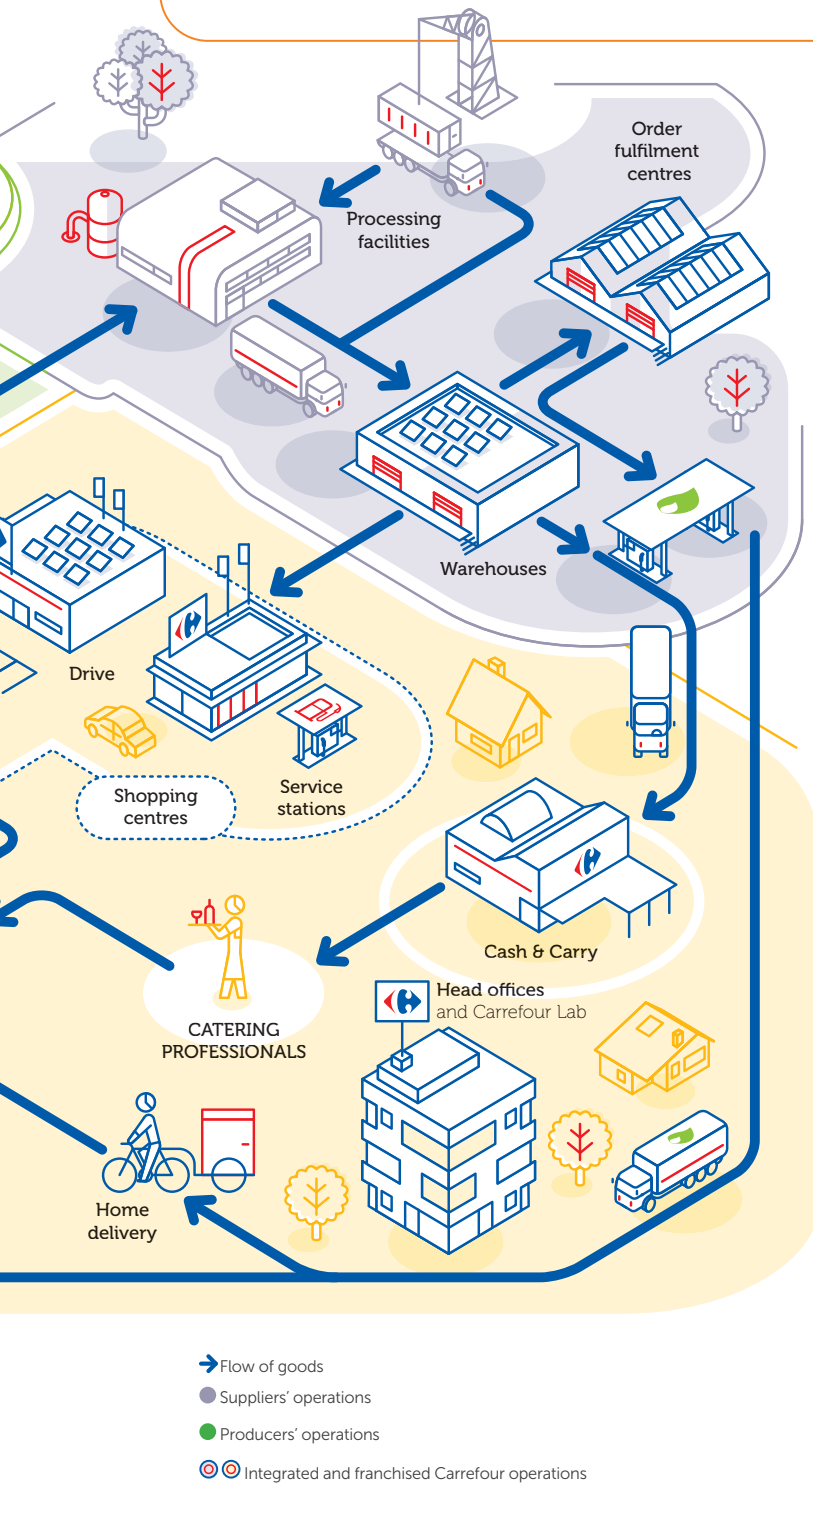 Order
fulfilment
centres
Processing
facilities
Warehouses
Drive
Service
stations
Shopping
centres
Cash & Carry
Head offices
and Carrefour Lab
CATERING
PROFESSIONALS
Home
delivery
Flow of goods
Suppliers’ operations
Producers’ operations
Integrated and franchised Carrefour operations